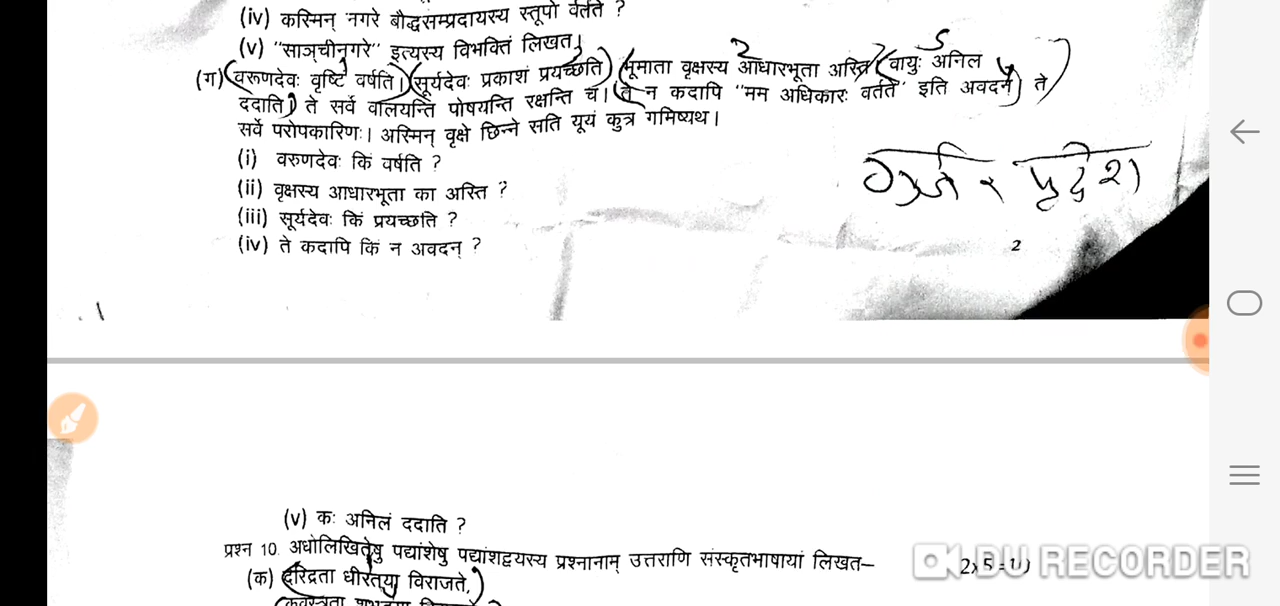 (iv) कस्मिन् नगरे बौद्धसम्प्रदायस्य स्तूपो वर्तते ?
(v) "साञ्चीनगरे" इत्यस्य विभक्तिं लिखत।
(ग) वरुणदेवः वृष्टिं वर्षति। सूर्यदेवः प्रकाशं प्रयच्छति भूमाता वृक्षस्य आधारभूता अस्ति। वायुः अनिल
ददाति। ते सर्वे पालयन्ति पोषयन्ति रक्षन्ति च। ते न कदापि "मम अधिकारः वर्तते" इति अवदन् ते
सर्वे परोपकारिणः। अस्मिन् वृक्षे छिन्ने सति यूयं कुत्र गमिष्यथ।
(i) वरुणदेवः किं वर्षति ?
(ii) वृक्षस्य आधारभूता का अस्ति ?
(iii) सूर्यदेवः किं प्रयच्छति ?
(iv) ते कदापि किं न अवदन् ?
प्रदेश
2
(v) कः अनिलं ददाति ?
प्रश्न 10. अधोलिखितेषु पद्यांशेषु पद्यांशद्वयस्य प्रश्नानाम् उत्तराणि संस्कृतभाषायां लिखत—
2x5=10
(क) दरिद्रता धीरतया विराजते,
DU RECORDER